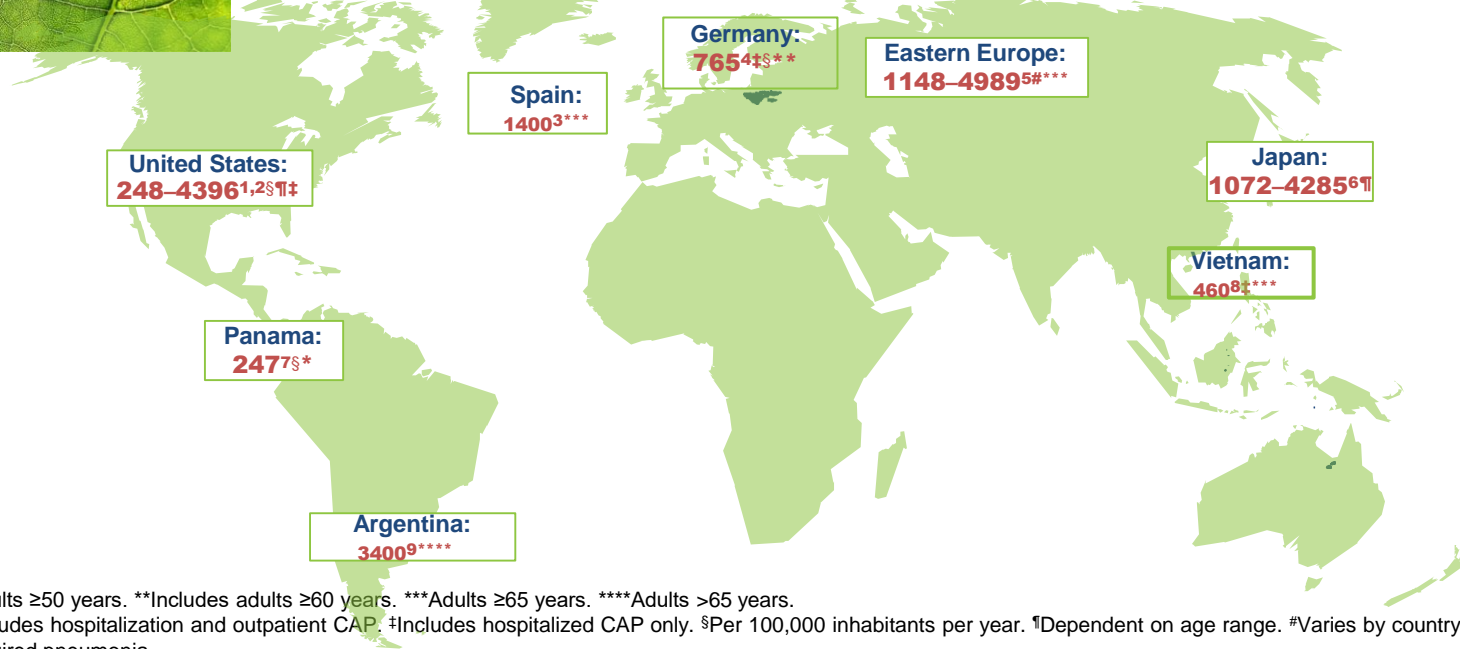 Germany:
765⁴‡§**
Eastern Europe:
1148–4989⁵#***
Spain:
1400³***
United States:
248–4396¹,²§¶‡
Japan:
1072–4285⁶¶
Vietnam:
460⁸‡***
Panama:
247⁷§*
Argentina:
3400⁹****
lts ≥50 years. **Includes adults ≥60 years. ***Adults ≥65 years. ****Adults >65 years.
udes hospitalization and outpatient CAP. ‡Includes hospitalized CAP only. §Per 100,000 inhabitants per year. ¶Dependent on age range. #Varies by country